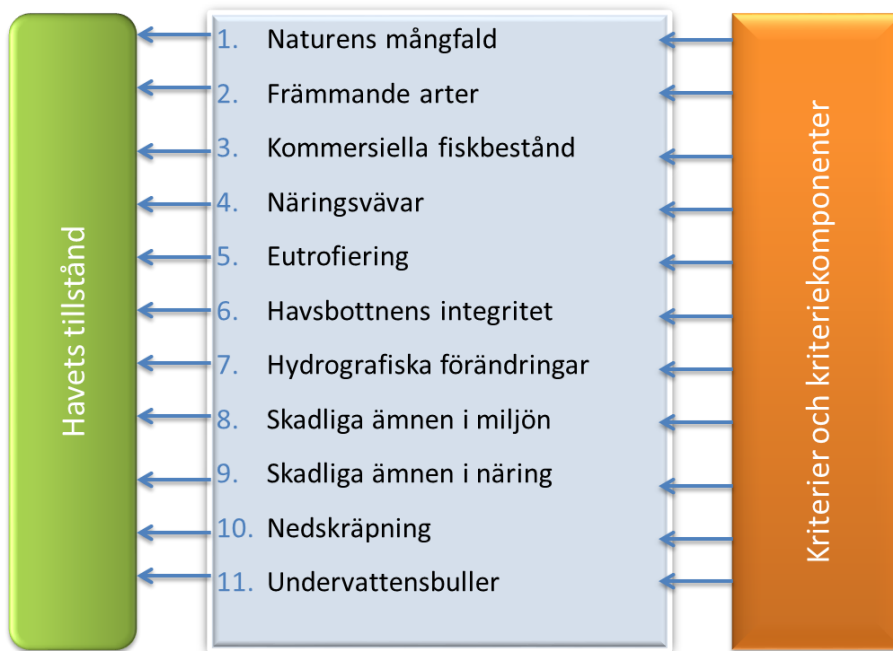 Havets tillstånd
1. Naturens mångfald
2. Främmande arter
3. Kommersiella fiskbestånd
4. Näringsvävar
5. Eutrofiering
6. Havsbottnens integritet
7. Hydrografiska förändringar
8. Skadliga ämnen i miljön
9. Skadliga ämnen i näring
10. Nedskräpning
11. Undervattensbuller
Kriterier och kriteriekomponenter